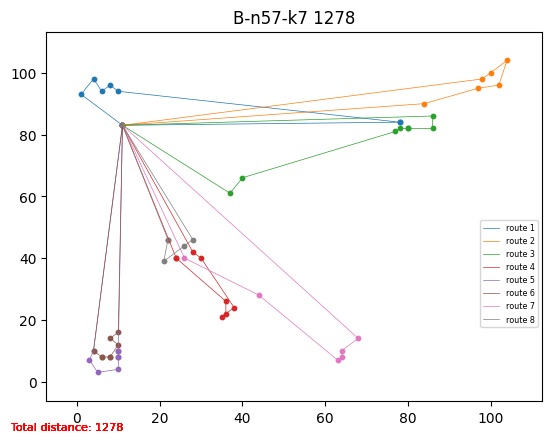 B-n57-k7 1278
100
80
60
40
20
0
route 1
route 2
route 3
route 4
route 5
route 6
route 7
route 8
0 20 40 60 80 100
Total distance: 1278